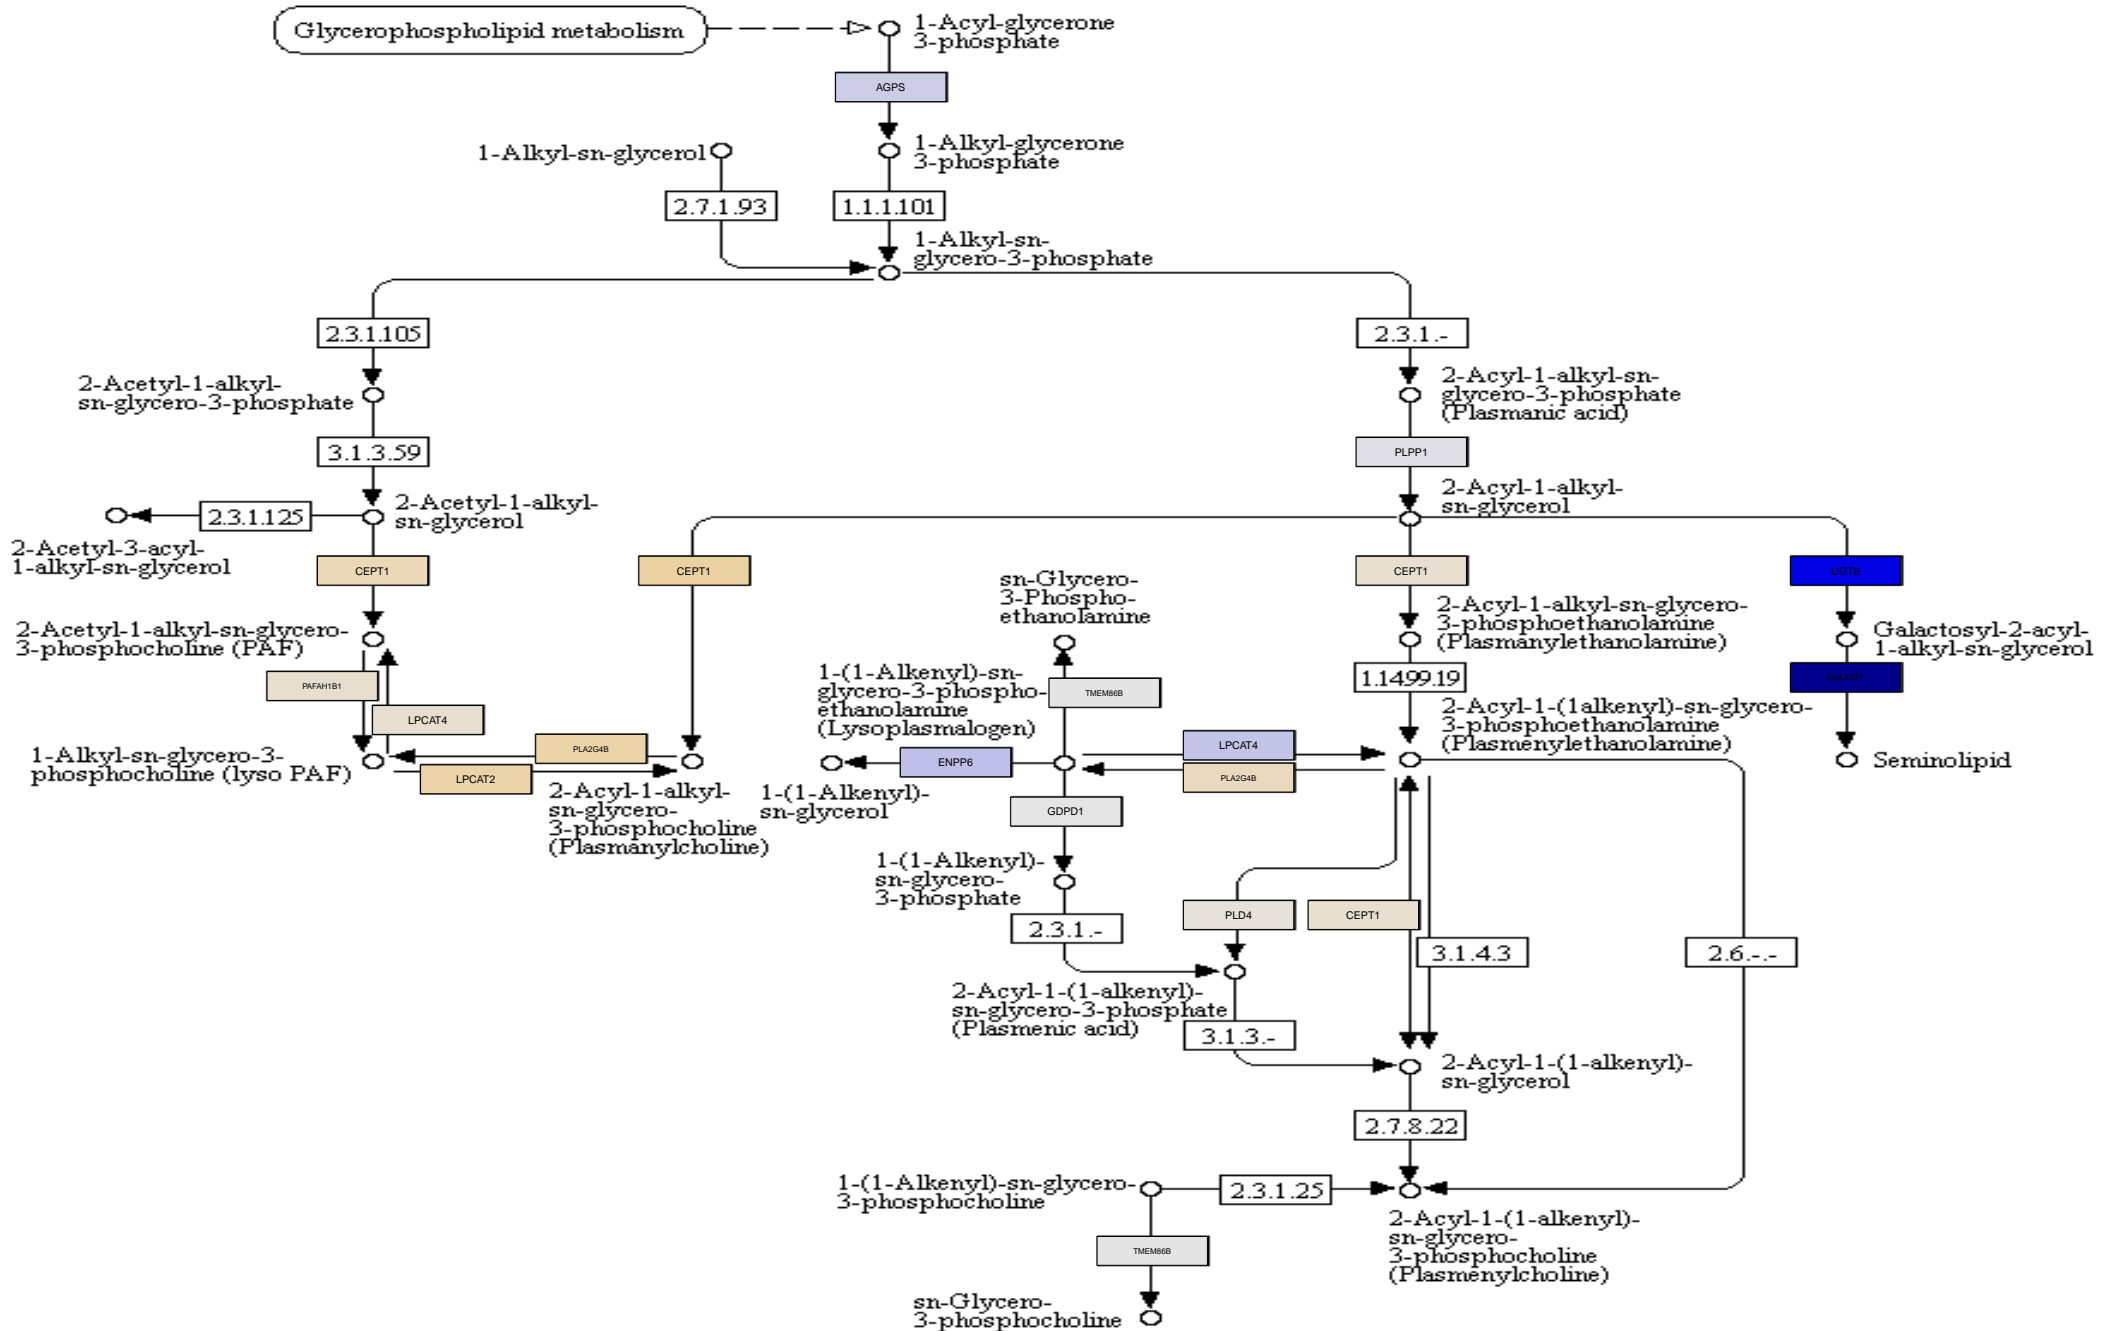 Glycerophospholipid metabolism
1-Acyl-glycerone
3-phosphate
AGPS
1-Alkyl-sn-glycerol
1-Alkyl-glycerone
3-phosphate
2.7.1.93
1.1.1.101
1-Alkyl-sn-
glycero-3-phosphate
2.3.1.105
2.3.1.-
2-Acetyl-1-alkyl-
sn-glycero-3-phosphate
2-Acyl-1-alkyl-sn-
glycero-3-phosphate
(Plasmanic acid)
3.1.3.59
PLPP1
2.3.1.125
2-Acetyl-1-alkyl-
sn-glycerol
2-Acyl-1-alkyl-
sn-glycerol
2-Acetyl-3-acyl-
1-alkyl-sn-glycerol
CEPT1
CEPT1
sn-Glycero-
3-Phospho-
ethanolamine
CEPT1
UGT8
2-Acetyl-1-alkyl-sn-glycero-
3-phosphocholine (PAF)
2-Acyl-1-alkyl-sn-glycero-
3-phosphoethanolamine
(Plasmanylethanolamine)
Galactosyl-2-acyl-
1-alkyl-sn-glycerol
PAFAH1B1
LPCAT4
1-(1-Alkenyl)-sn-
glycero-3-phospho-
ethanolamine
(Lysoplasmalogen)
TMEM86B
1.14.99.19
2-Acyl-1-(1alkenyl)-sn-glycero-
3-phosphoethanolamine
(Plasmenylethanolamine)
1-Alkyl-sn-glycero-3-
phosphocholine (lyso PAF)
PLA2G4B
LPCAT2
ENPP6
LPCAT4
PLA2G4B
Seminolipid
2-Acyl-1-alkyl-
sn-glycero-
3-phosphocholine
(Plasmanylcholine)
1-(1-Alkenyl)-
sn-glycerol
GDPD1
1-(1-Alkenyl)-
sn-glycero-
3-phosphate
2.3.1.-
PLD4
CEPT1
3.1.4.3
2.6.-.-
2-Acyl-1-(1-alkenyl)-
sn-glycero-3-phosphate
(Plasmenic acid)
3.1.3.-
2-Acyl-1-(1-alkenyl)-
sn-glycerol
2.7.8.22
1-(1-Alkenyl)-sn-glycero-
3-phosphocholine
2.3.1.25
2-Acyl-1-(1-alkenyl)-
sn-glycero-
3-phosphocholine
(Plasmenylcholine)
TMEM86B
sn-Glycero-
3-phosphocholine